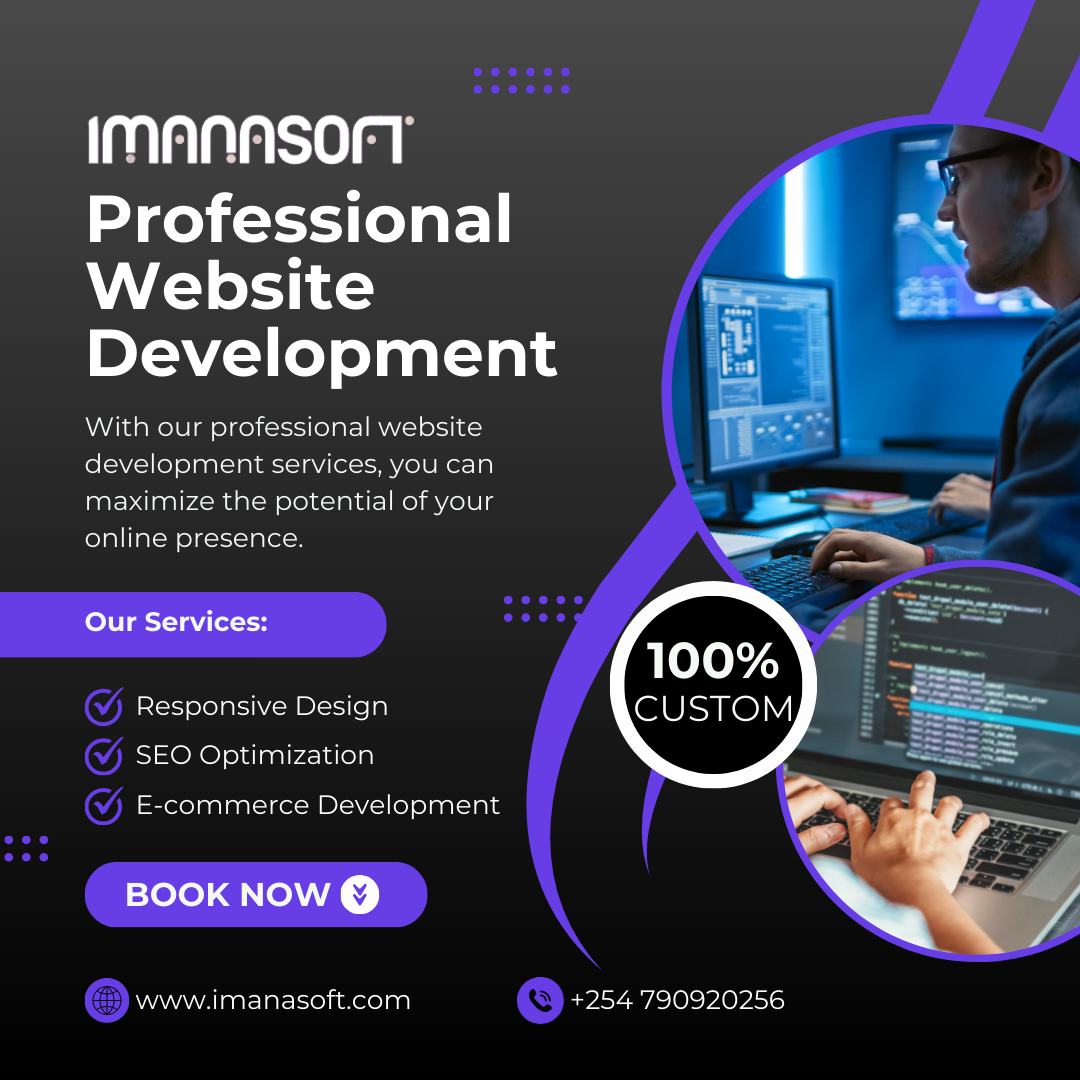 IMANASOFT
Professional
Website
Development
With our professional website
development services, you can
maximize the potential of your
online presence.
Our Services:
Responsive Design
SEO Optimization
E-commerce Development
100%
CUSTOM
BOOK NOW
www.imanasoft.com
+254 790920256